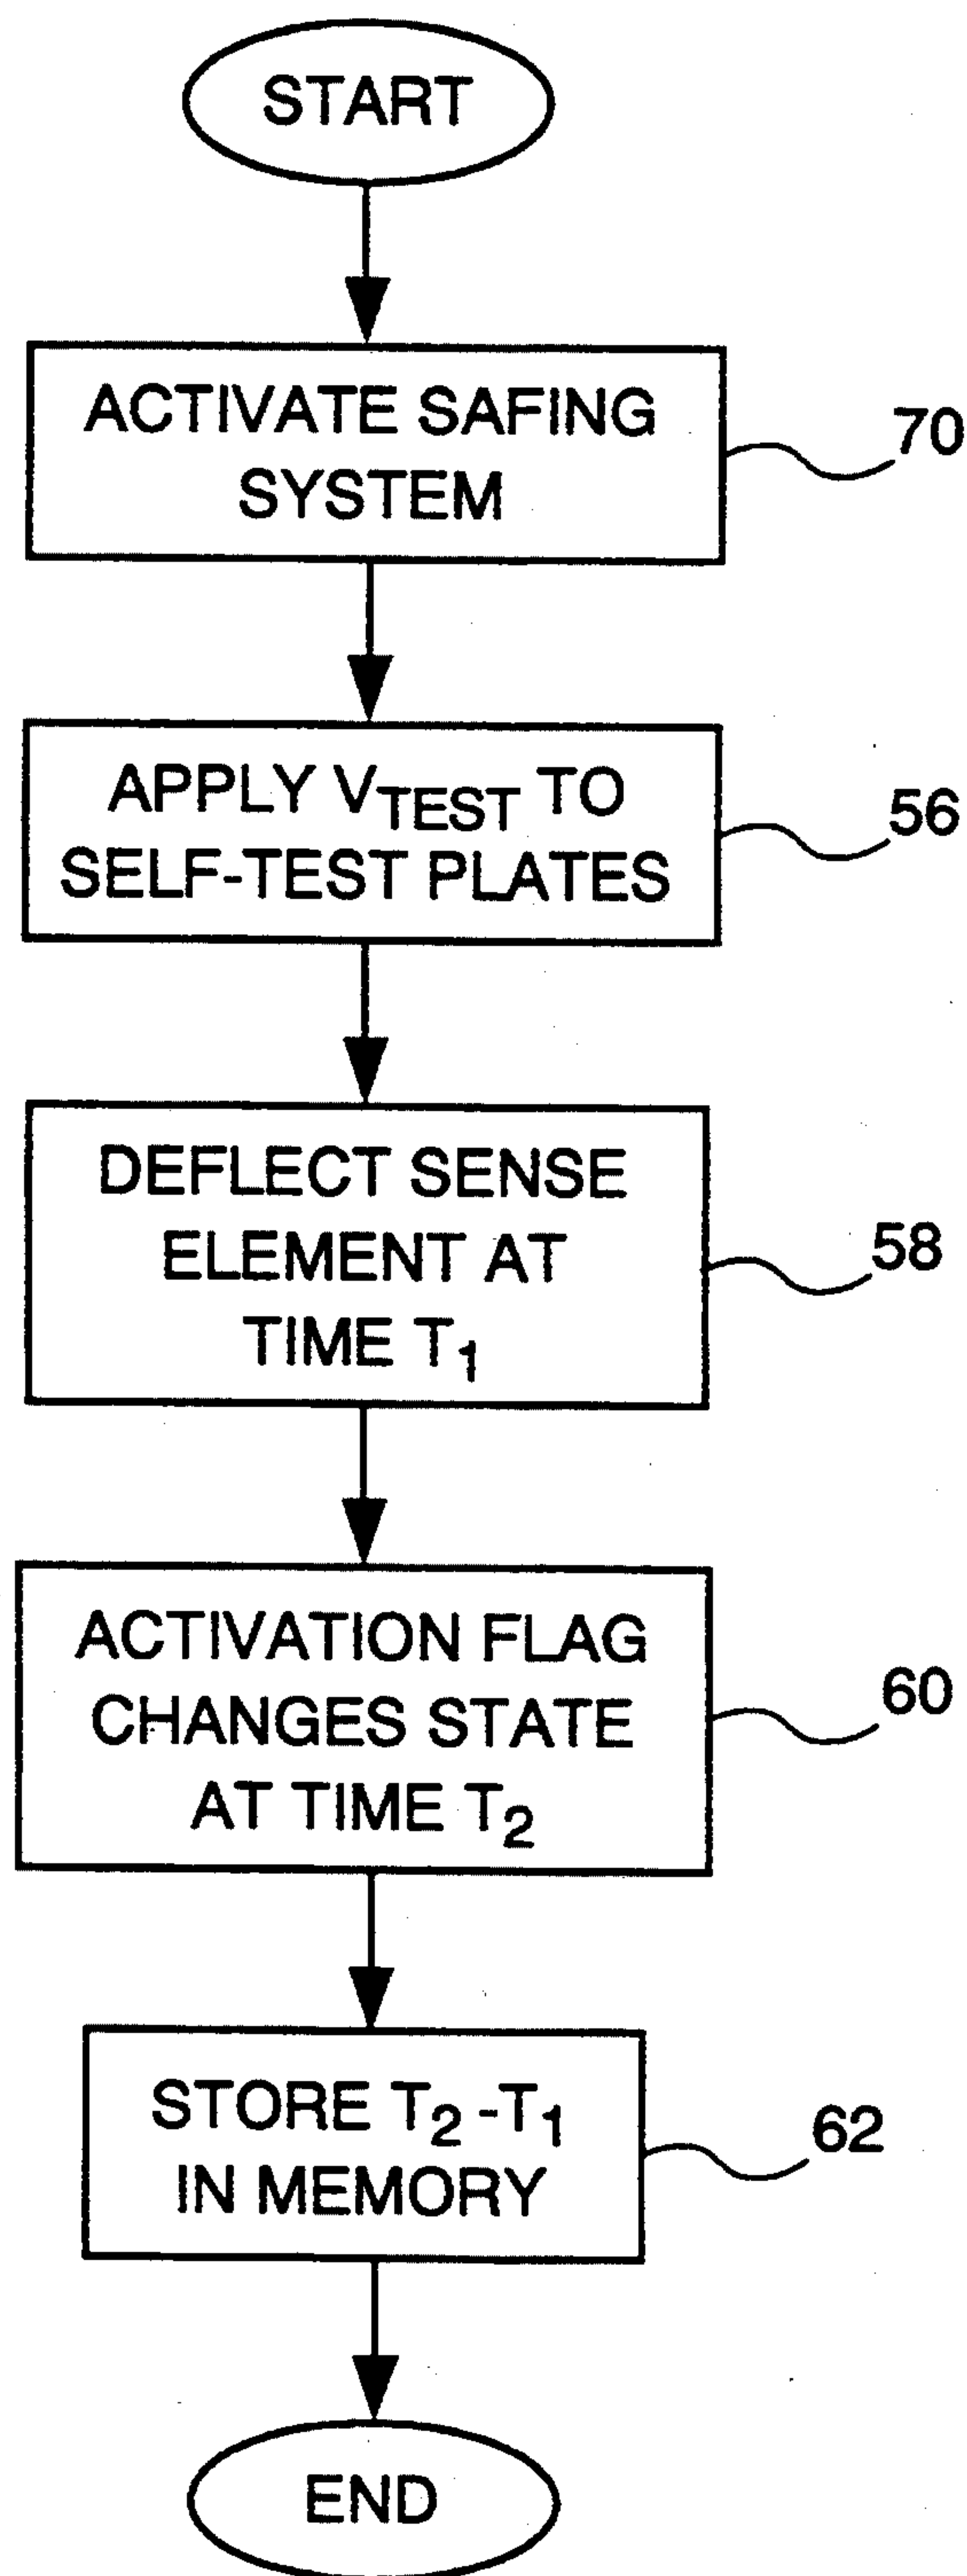 START
ACTIVATE SAFING
SYSTEM
70
APPLY V_TEST TO
SELF-TEST PLATES
56
DEFLECT SENSE
ELEMENT AT
TIME T₁
58
ACTIVATION FLAG
CHANGES STATE
AT TIME T₂
60
STORE T₂-T₁
IN MEMORY
62
END